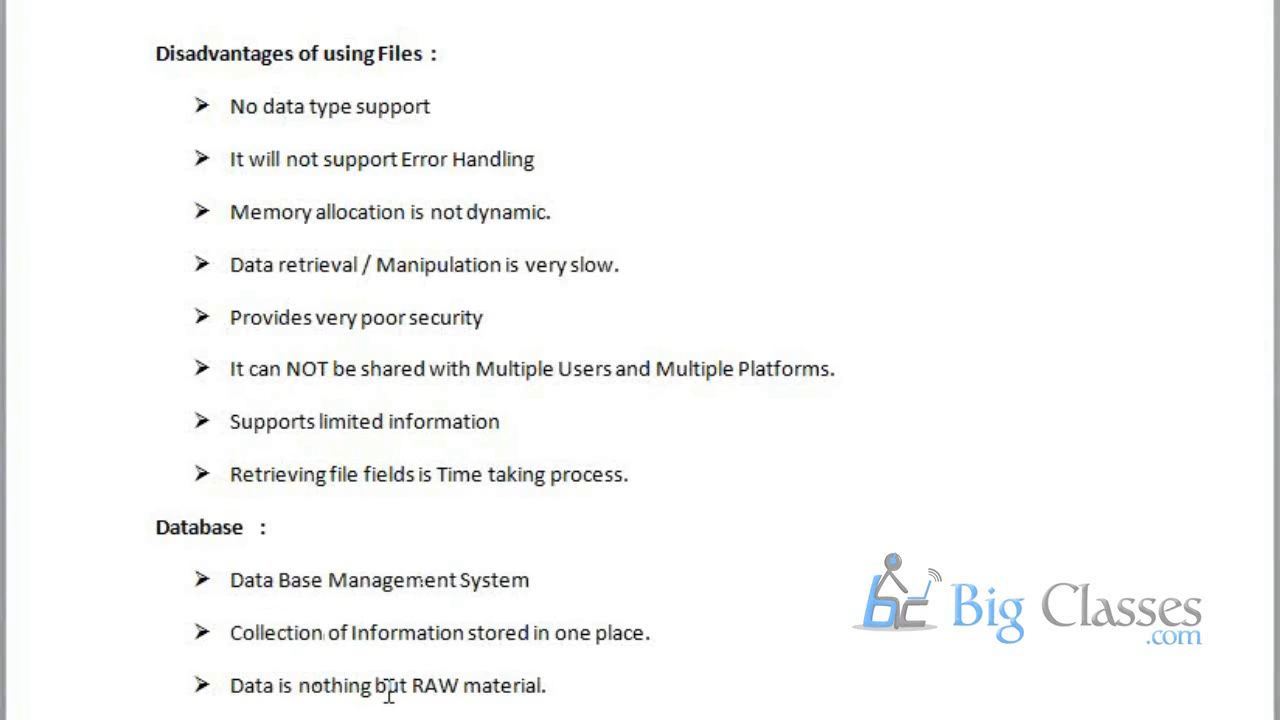 Disadvantages of using Files :
No data type support
It will not support Error Handling
Memory allocation is not dynamic.
Data retrieval / Manipulation is very slow.
Provides very poor security
It can NOT be shared with Multiple Users and Multiple Platforms.
Supports limited information
Retrieving file fields is Time taking process.
Database :
Data Base Management System
Collection of Information stored in one place.
Data is nothing but RAW material.
bc Big Classes
.com